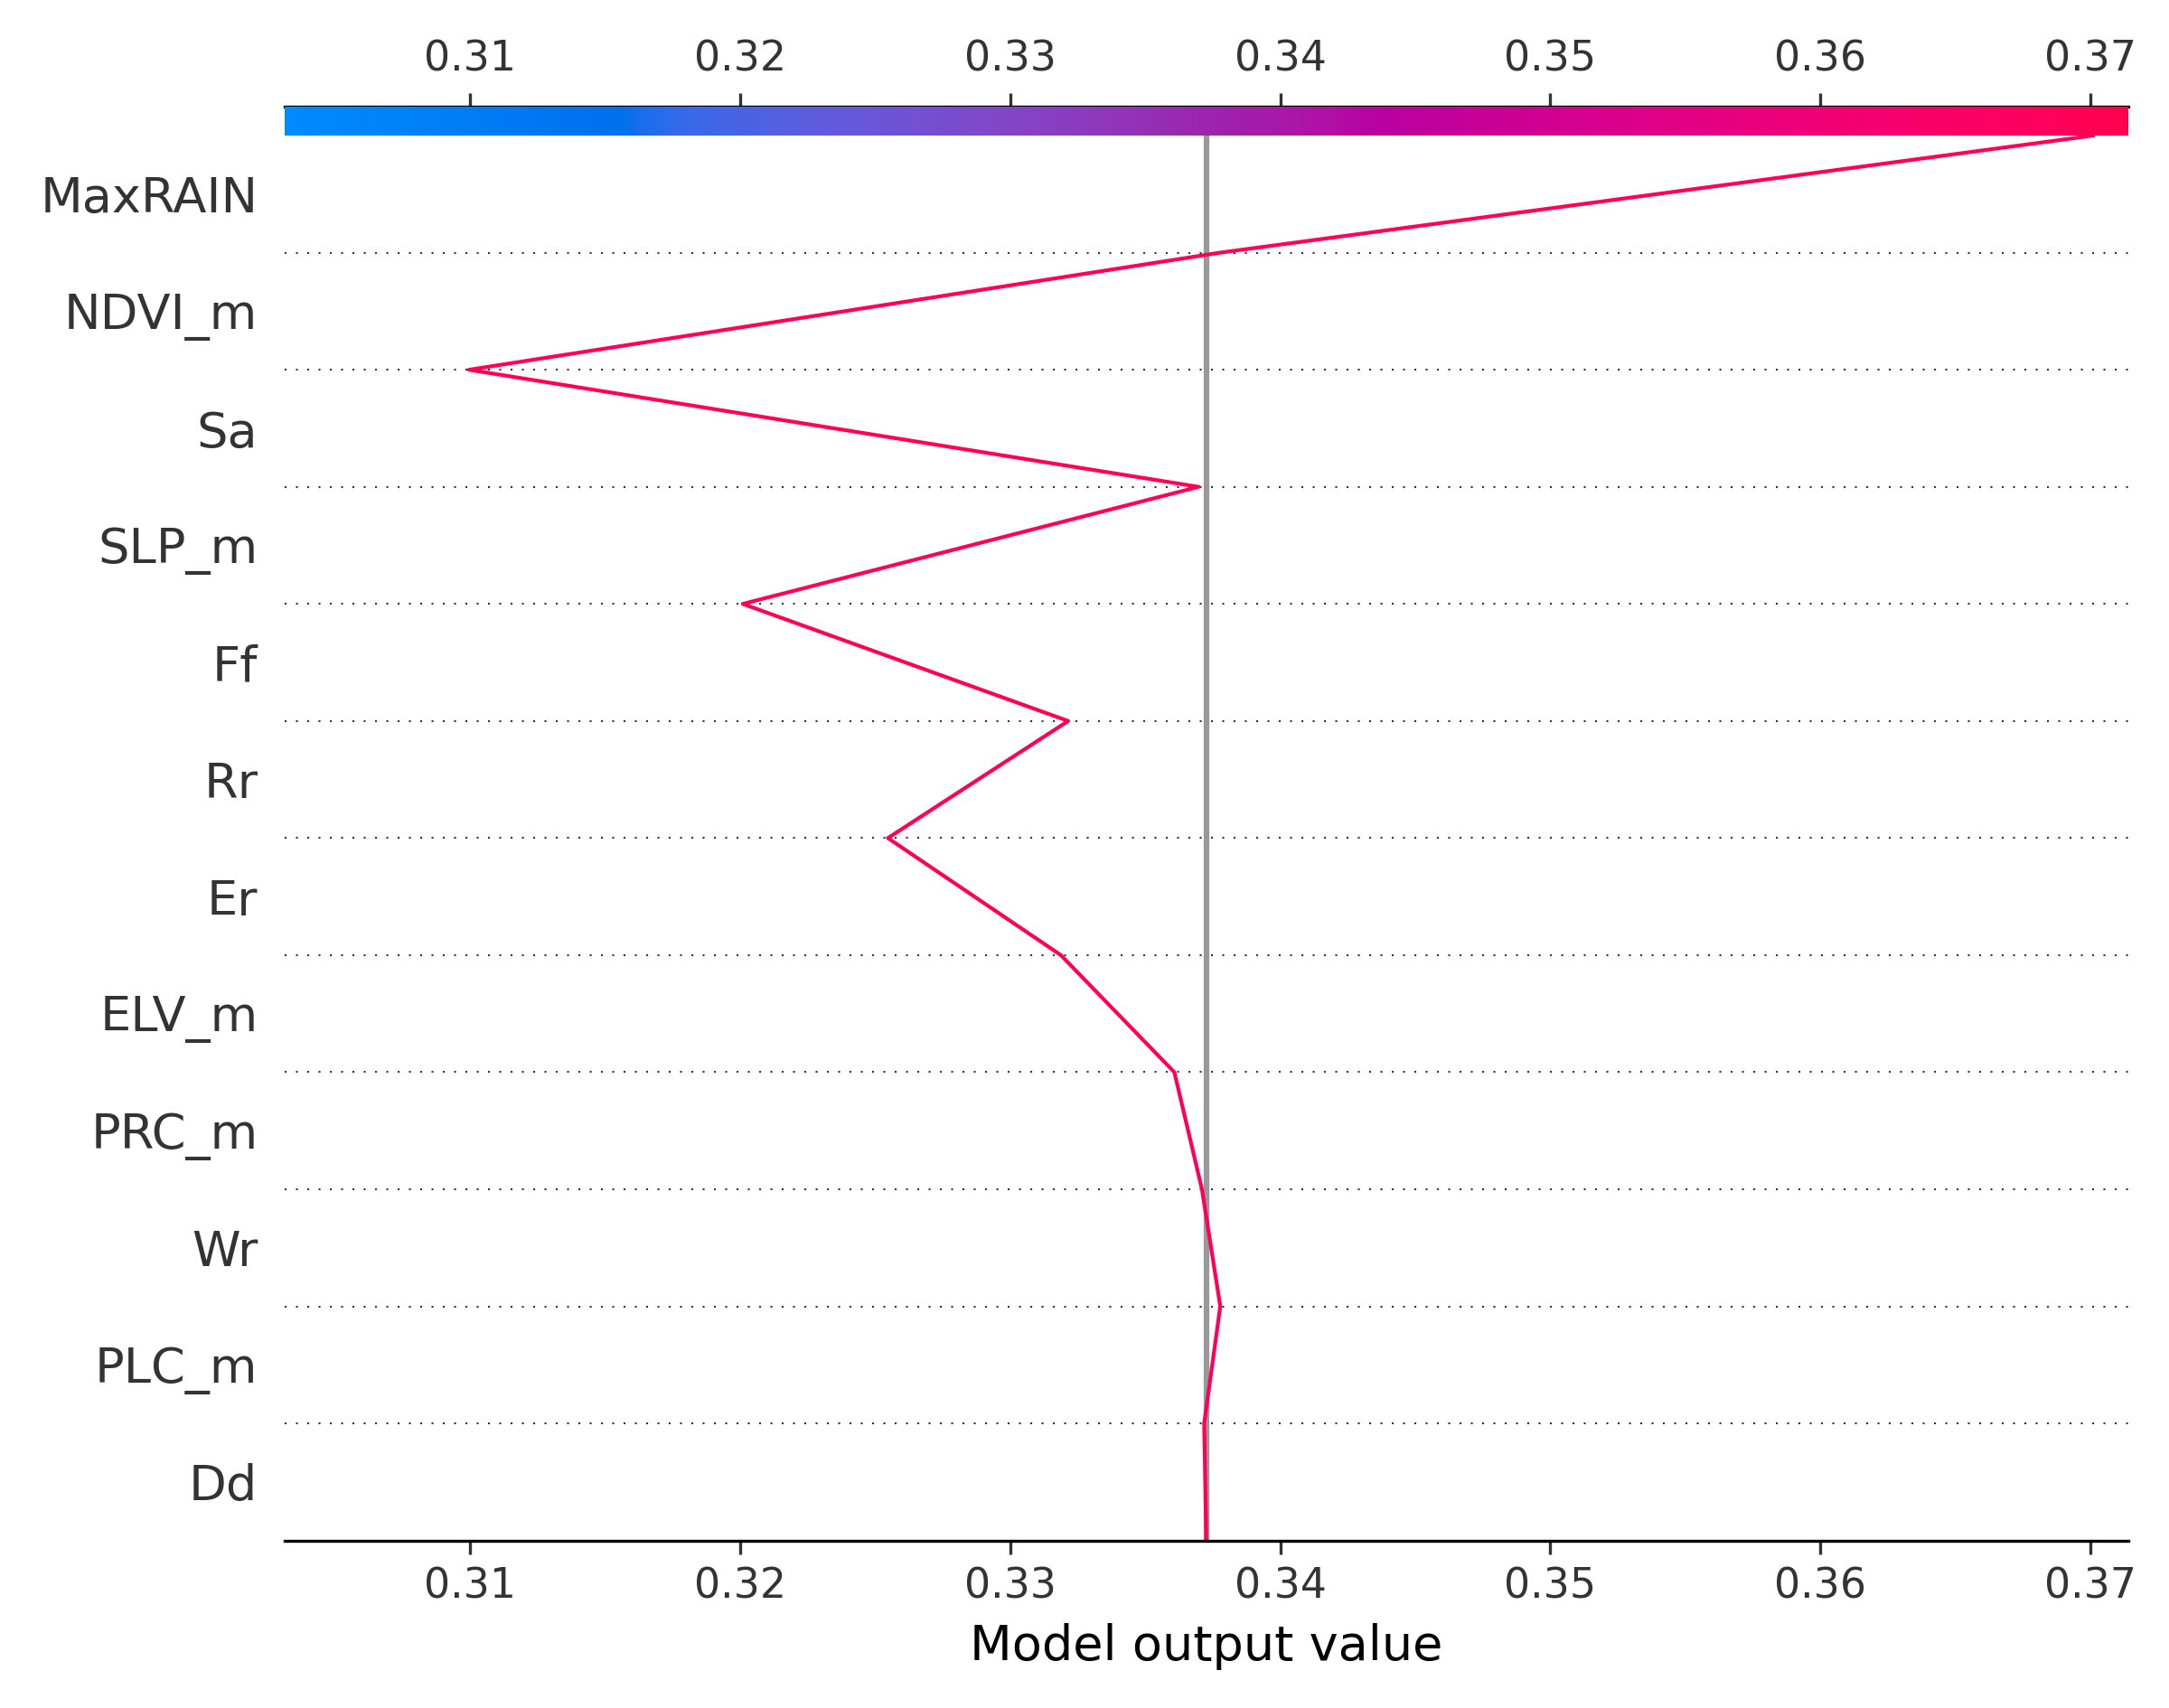 0.31 0.32 0.33 0.34 0.35 0.36 0.37
MaxRAIN
NDVI_m
Sa
SLP_m
Ff
Rr
Er
ELV_m
PRC_m
Wr
PLC_m
Dd
0.31 0.32 0.33 0.34 0.35 0.36 0.37
Model output value